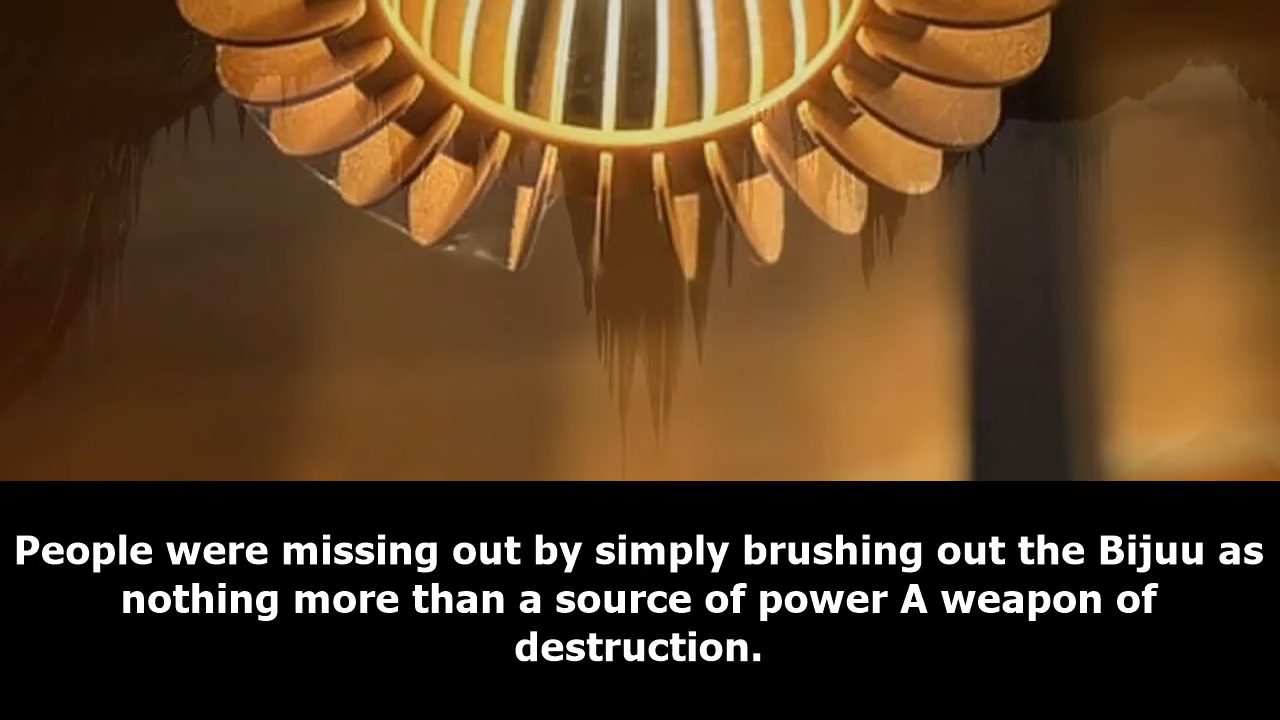 People were missing out by simply brushing out the Bijuu as
nothing more than a source of power A weapon of
destruction.